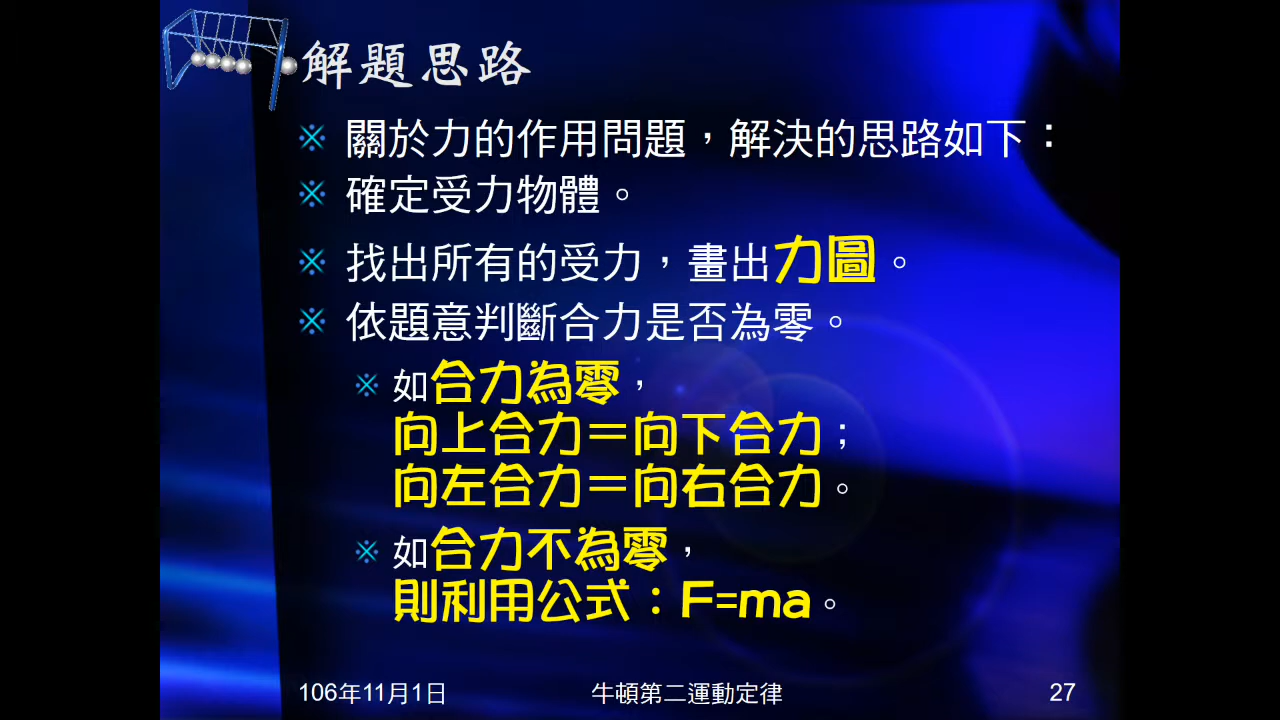 解題思路
※ 關於力的作用問題，解決的思路如下：
※ 確定受力物體。
※ 找出所有的受力，畫出力圖。
※ 依題意判斷合力是否為零。
※ 如合力為零，
向上合力＝向下合力；
向左合力＝向右合力。
※ 如合力不為零，
則利用公式：F=ma。
106年11月1日
牛頓第二運動定律
27